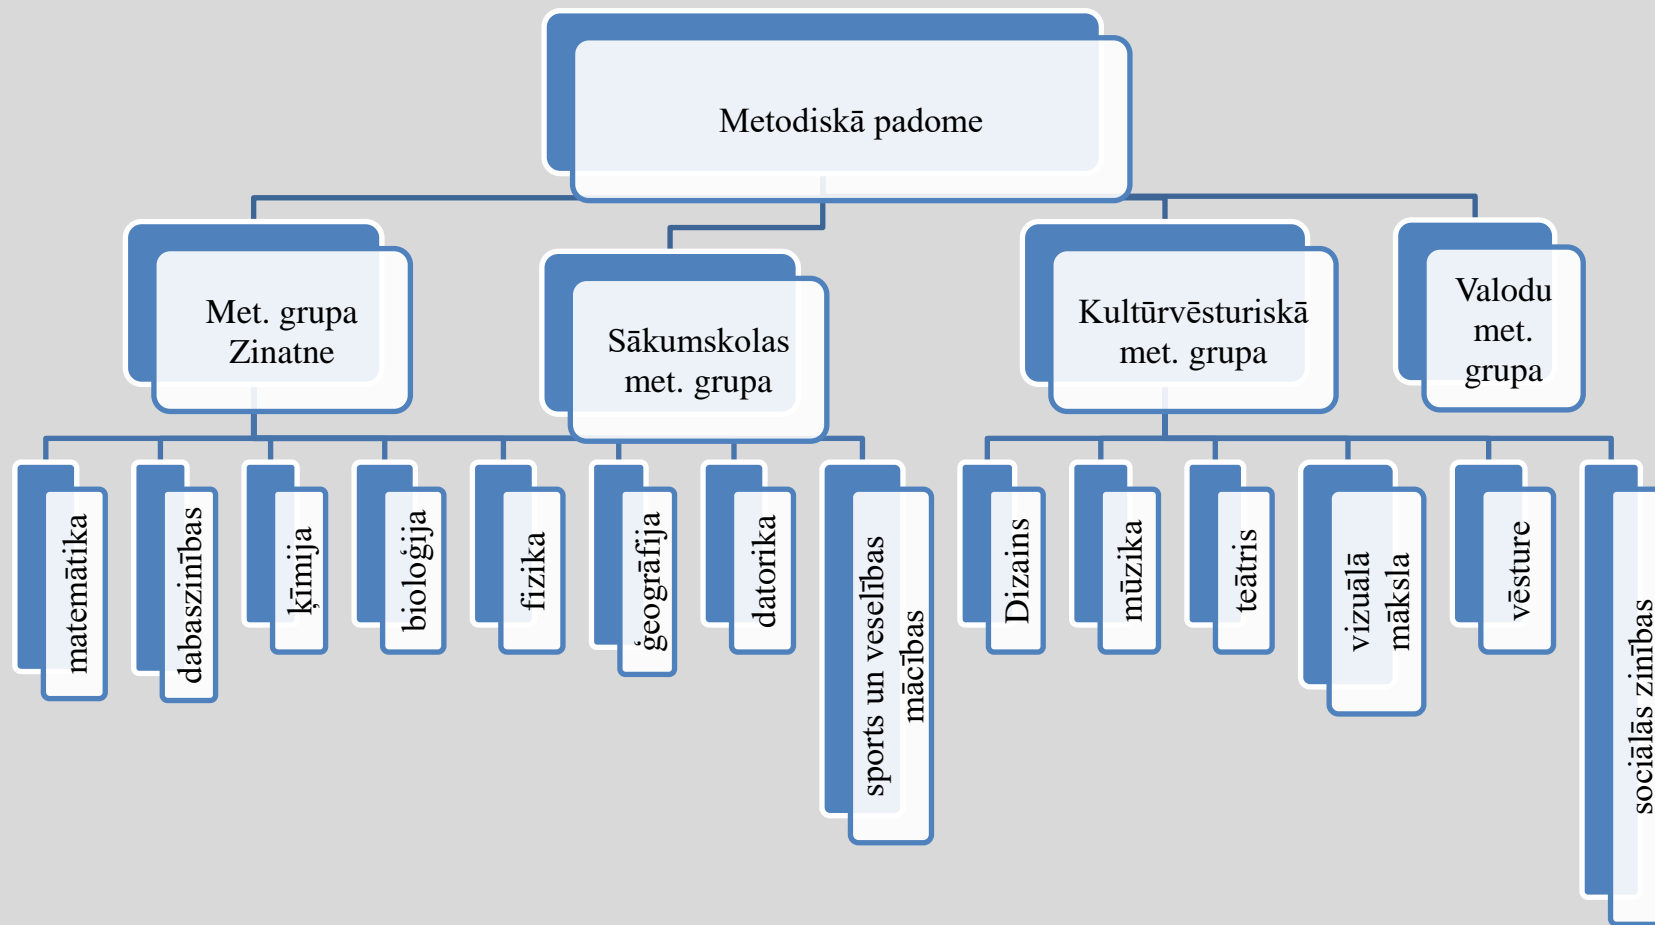 Metodiskā padome
Met. grupa
Zinatne
Sākumskolas
met. grupa
Kultūrvēsturiskā
met. grupa
Valodu
met.
grupa
matemātika
dabaszinības
ķīmija
bioloģija
fizika
ģeogrāfija
datorika
sports un veselības
mācības
Dizains
mūzika
teātris
vizuālā
māksla
vēsture
sociālās zinības